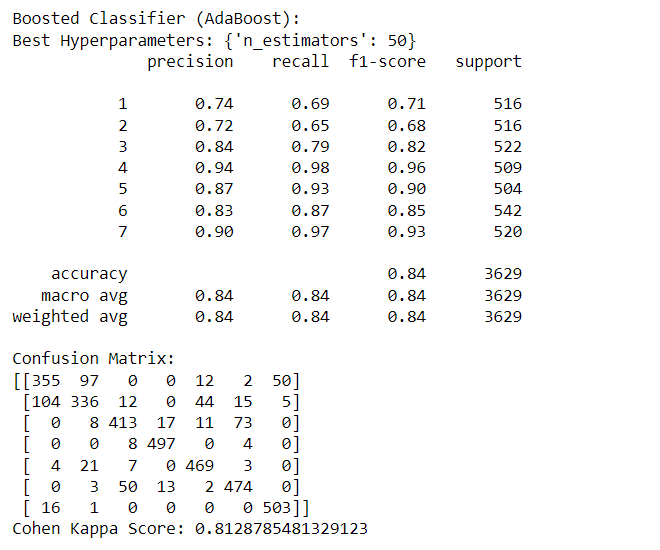 Boosted Classifier (AdaBoost):
Best Hyperparameters: {'n_estimators': 50}
              precision    recall  f1-score   support

           1       0.74      0.69      0.71       516
           2       0.72      0.65      0.68       516
           3       0.84      0.79      0.82       522
           4       0.94      0.98      0.96       509
           5       0.87      0.93      0.90       504
           6       0.83      0.87      0.85       542
           7       0.90      0.97      0.93       520

    accuracy                           0.84      3629
   macro avg       0.84      0.84      0.84      3629
weighted avg       0.84      0.84      0.84      3629

Confusion Matrix:
[[355  97   0   0  12   2  50]
 [104 336  12   0  44  15   5]
 [  0   8 413  17  11  73   0]
 [  0   0   8 497   0   4   0]
 [  4  21   7   0 469   3   0]
 [  0   3  50  13   2 474   0]
 [ 16   1   0   0   0   0 503]]
Cohen Kappa Score: 0.8128785481329123